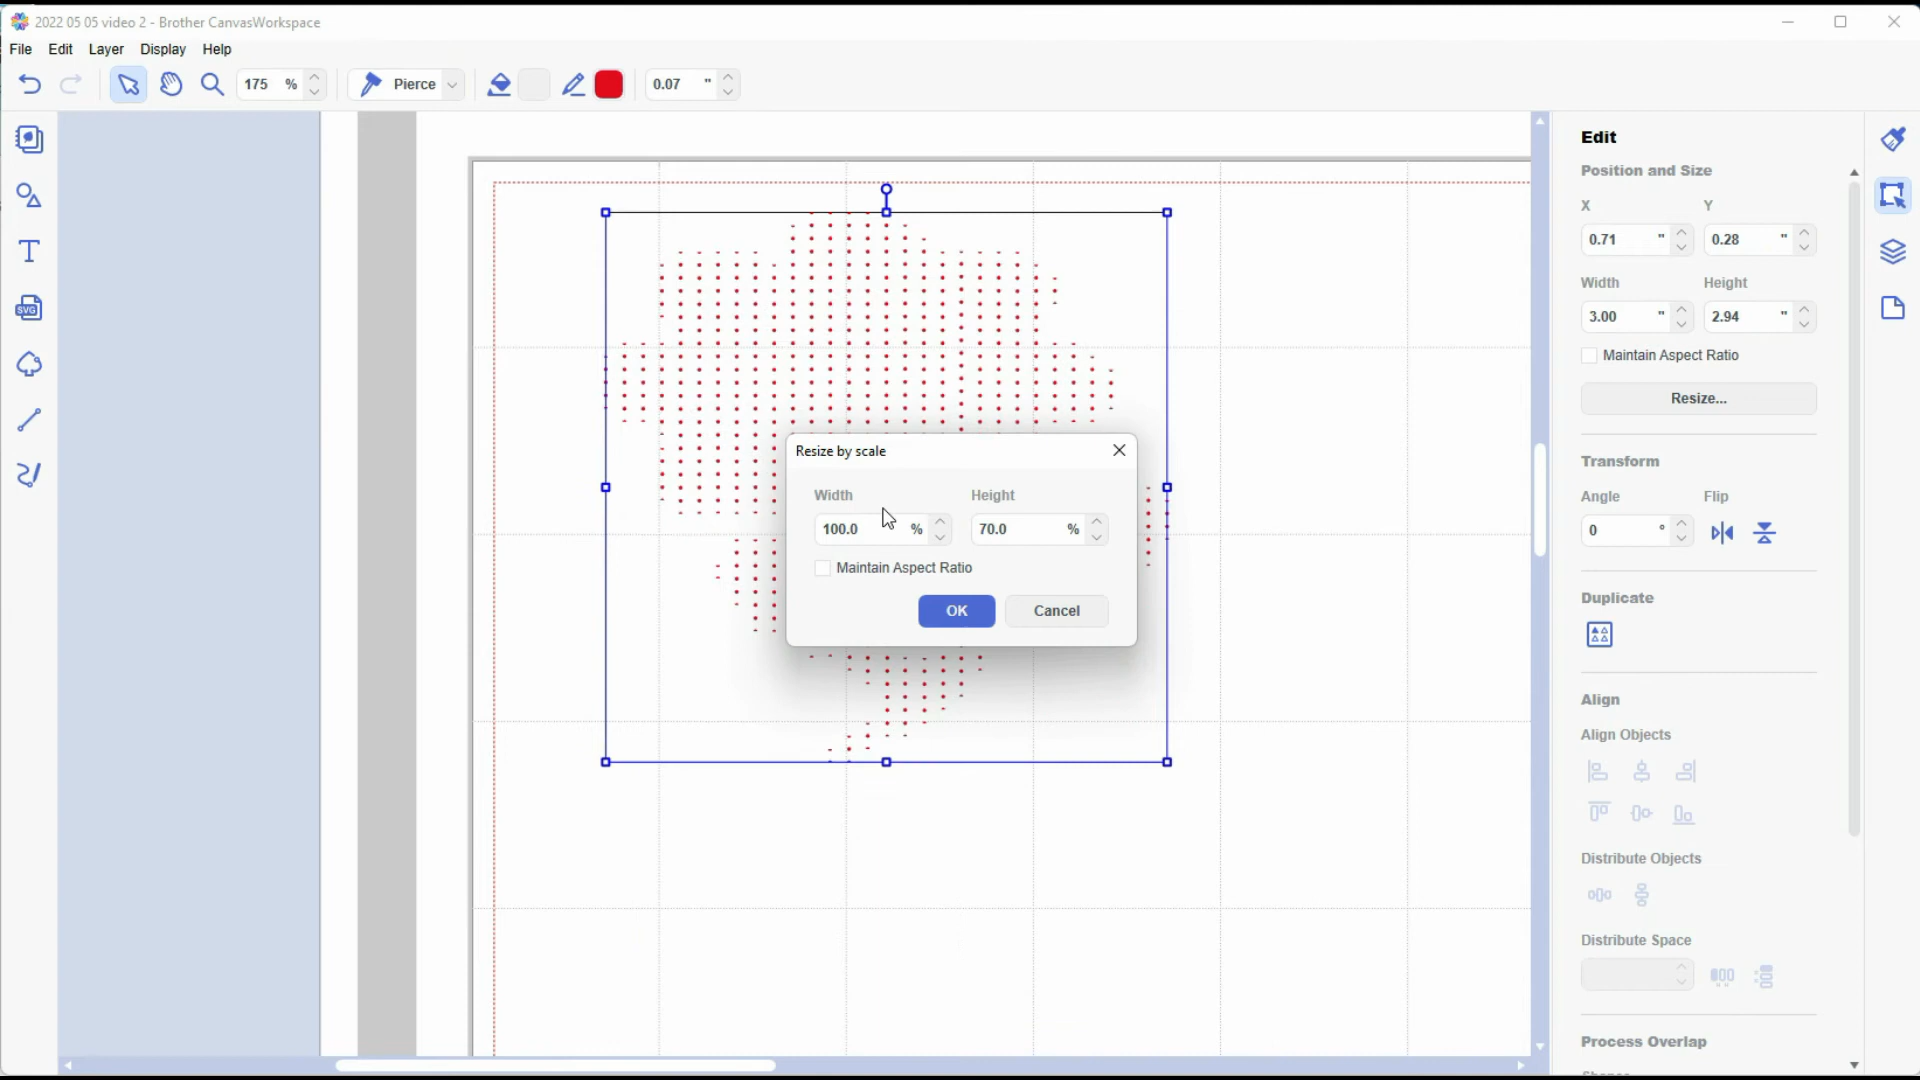 2022 05 05 video 2 - Brother CanvasWorkspace
File Edit Layer Display Help
175 % Pierce 0.07 "
SVG
Edit
Position and Size
X Y
0.71 " 0.28 "
Width Height
3.00 " 2.94 "
Maintain Aspect Ratio
Resize...
Transform
Angle Flip
0 °
Duplicate
Align
Align Objects
Distribute Objects
Distribute Space
Process Overlap
Resize by scale
Width Height
100.0 % 70.0 %
Maintain Aspect Ratio
OK Cancel